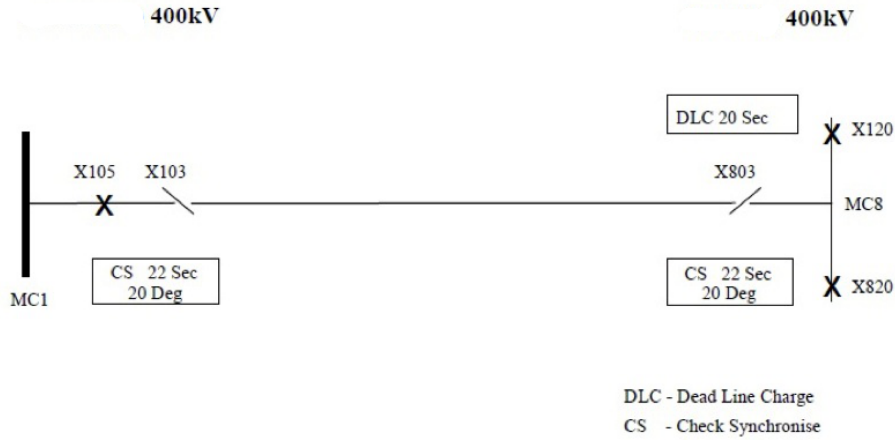 400kV
400kV
DLC 20 Sec
X120
X105
X103
X803
MC8
CS 22 Sec
20 Deg
CS 22 Sec
20 Deg
MC1
X820
DLC - Dead Line Charge
CS - Check Synchronise